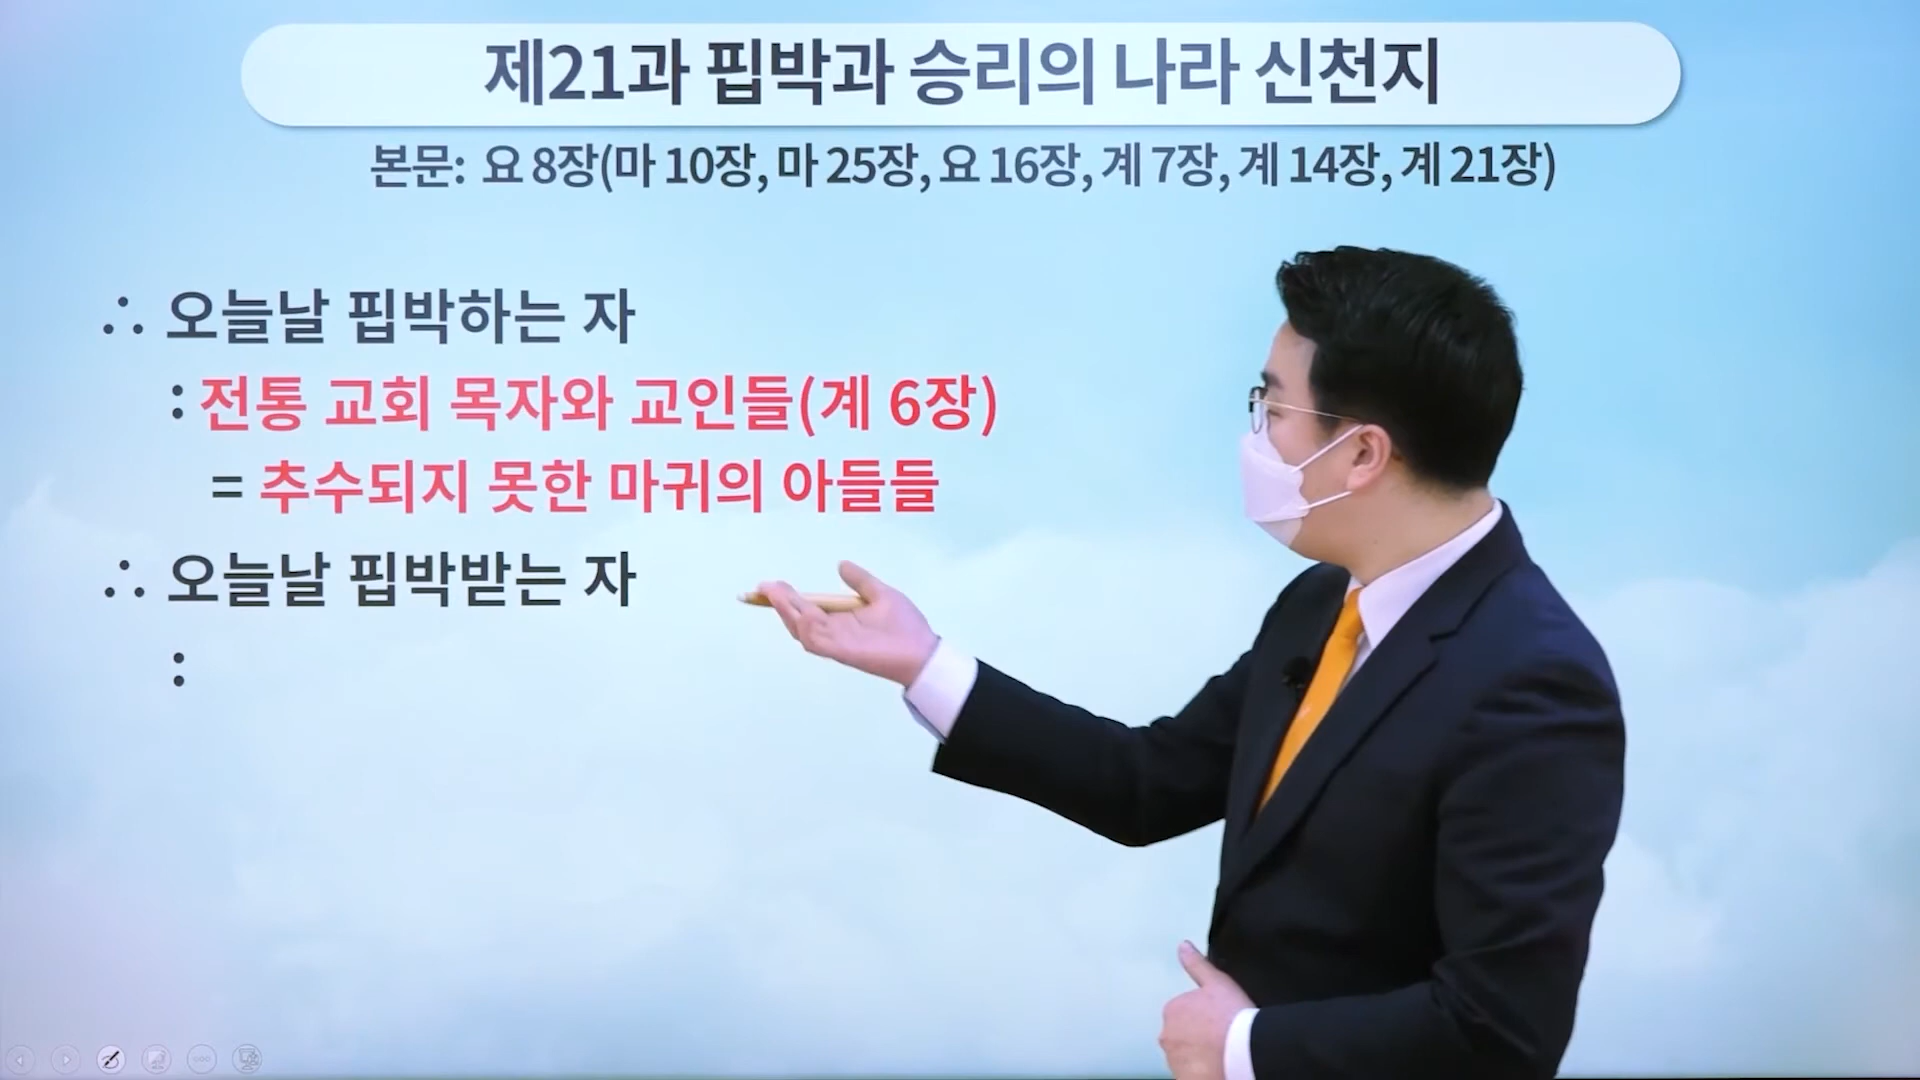 제21과 핍박과 승리의 나라 신천지
본문: 요 8장(마 10장, 마 25장, 요 16장, 계 7장, 계 14장, 계 21장)
∴ 오늘날 핍박하는 자
: 전통 교회 목자와 교인들(계 6장)
= 추수되지 못한 마귀의 아들들
∴ 오늘날 핍박받는 자
: